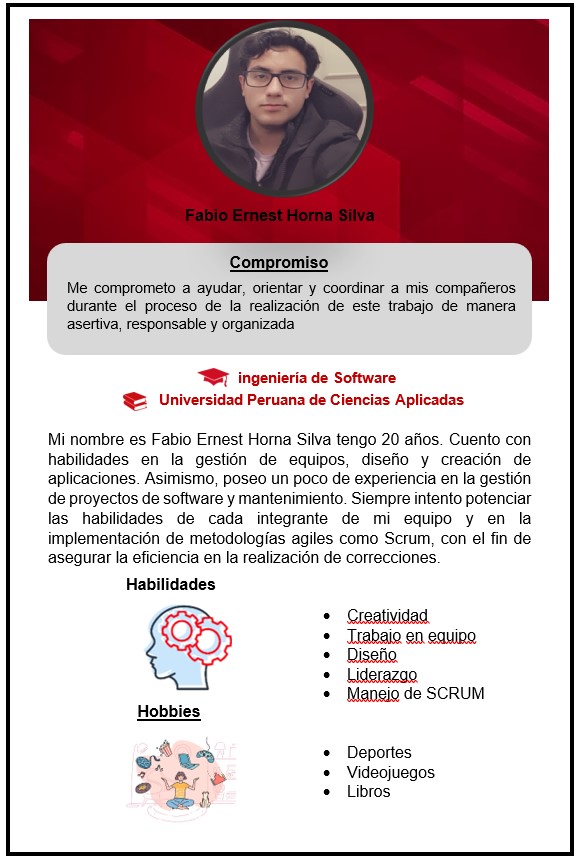 Fabio Ernest Horna Silva
Compromiso
Me comprometo a ayudar, orientar y coordinar a mis compañeros
durante el proceso de la realización de este trabajo de manera
asertiva, responsable y organizada
ingeniería de Software
Universidad Peruana de Ciencias Aplicadas
Mi nombre es Fabio Ernest Horna Silva tengo 20 años. Cuento con
habilidades en la gestión de equipos, diseño y creación de
aplicaciones. Asimismo, poseo un poco de experiencia en la gestión
de proyectos de software y mantenimiento. Siempre intento potenciar
las habilidades de cada integrante de mi equipo y en la
implementación de metodologías agiles como Scrum, con el fin de
asegurar la eficiencia en la realización de correcciones.
Habilidades
• Creatividad
• Trabajo en equipo
• Diseño
• Liderazgo
• Manejo de SCRUM
Hobbies
• Deportes
• Videojuegos
• Libros